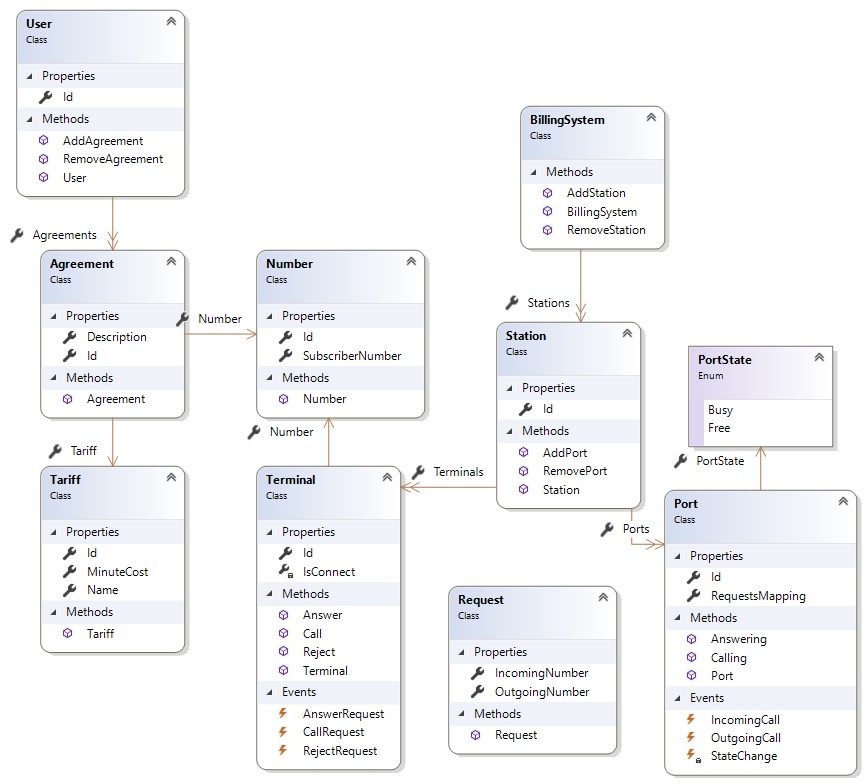 User
Class
Properties
Id
Methods
AddAgreement
RemoveAgreement
User
Agreements
BillingSystem
Class
Methods
AddStation
BillingSystem
RemoveStation
Stations
Agreement
Class
Properties
Description
Id
Methods
Agreement
Number
Number
Class
Properties
Id
SubscriberNumber
Methods
Number
Number
Station
Class
Properties
Id
Methods
AddPort
RemovePort
Station
PortState
Enum
Busy
Free
PortState
Tariff
Tariff
Class
Properties
Id
MinuteCost
Name
Methods
Tariff
Terminal
Class
Properties
Id
IsConnect
Methods
Answer
Call
Reject
Terminal
Events
AnswerRequest
CallRequest
RejectRequest
Terminals
Ports
Request
Class
Properties
IncomingNumber
OutgoingNumber
Methods
Request
Port
Class
Properties
Id
RequestsMapping
Methods
Answering
Calling
Port
Events
IncomingCall
OutgoingCall
StateChange